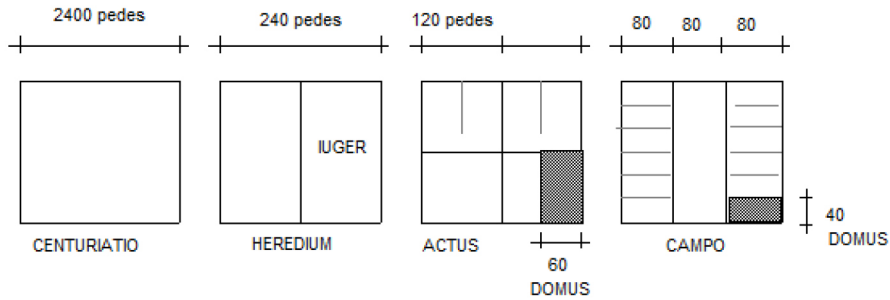 2400 pedes
240 pedes
120 pedes
80
80
80
IUGER
CENTURIATIO
HEREDIUM
ACTUS
CAMPO
40
DOMUS
60
DOMUS